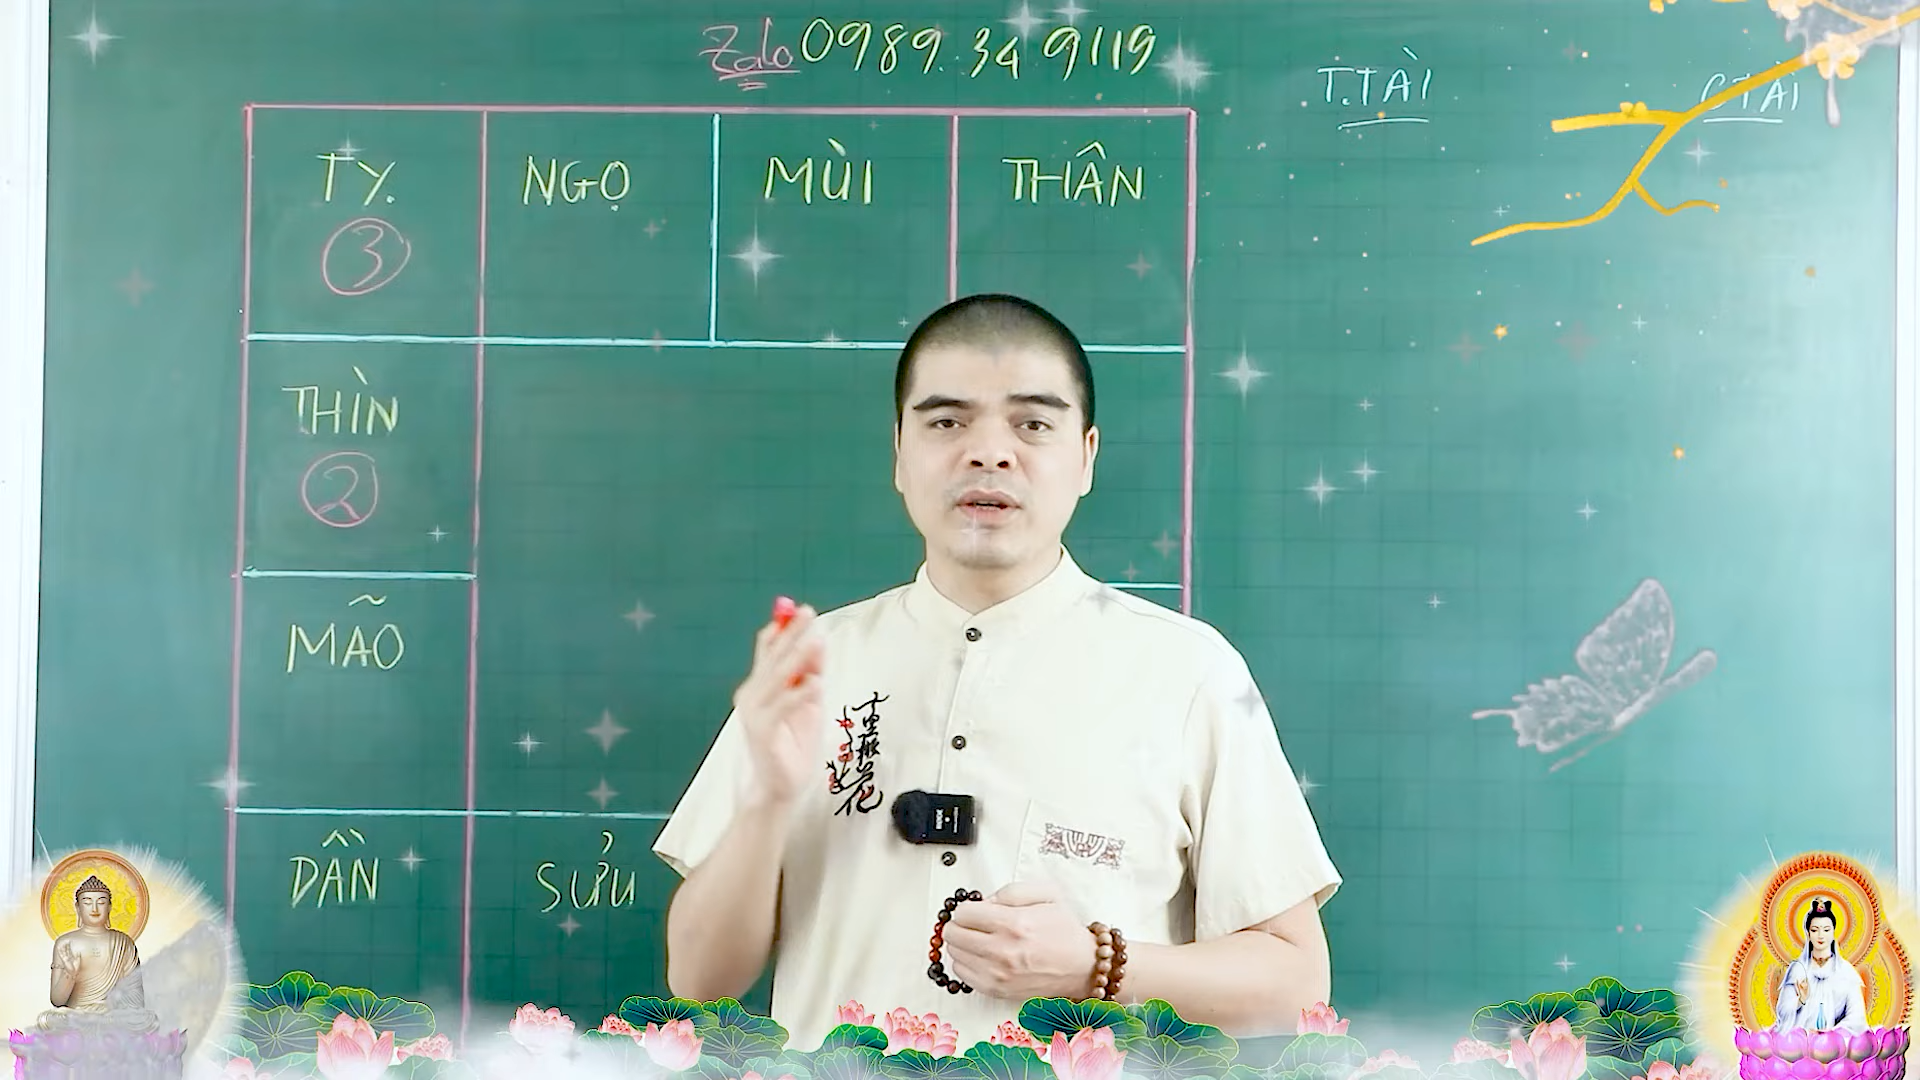 Zalo 0989.34 9119
T.TÀI
C.TÀI
TỴ.
NGỌ
MÙI
THÂN
3
THÌN
2
MÃO
DẦN
SỬU